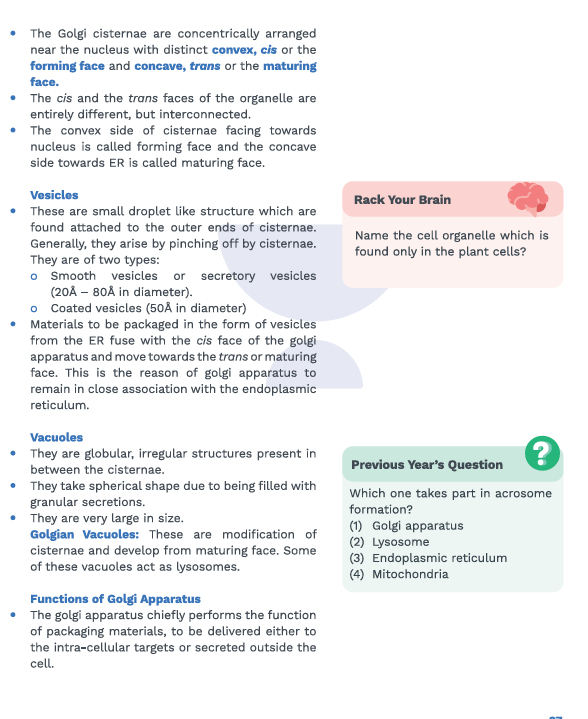 • The Golgi cisternae are concentrically arranged
near the nucleus with distinct convex, cis or the
forming face and concave, trans or the maturing
face.
• The cis and the trans faces of the organelle are
entirely different, but interconnected.
• The convex side of cisternae facing towards
nucleus is called forming face and the concave
side towards ER is called maturing face.
Vesicles
• These are small droplet like structure which are
found attached to the outer ends of cisternae.
Generally, they arise by pinching off by cisternae.
They are of two types:
o Smooth vesicles or secretory vesicles
(20Å – 80Å in diameter).
o Coated vesicles (50Å in diameter)
• Materials to be packaged in the form of vesicles
from the ER fuse with the cis face of the golgi
apparatus and move towards the trans or maturing
face. This is the reason of golgi apparatus to
remain in close association with the endoplasmic
reticulum.
Vacuoles
• They are globular, irregular structures present in
between the cisternae.
• They take spherical shape due to being filled with
granular secretions.
• They are very large in size.
Golgian Vacuoles: These are modification of
cisternae and develop from maturing face. Some
of these vacuoles act as lysosomes.
Functions of Golgi Apparatus
• The golgi apparatus chiefly performs the function
of packaging materials, to be delivered either to
the intra-cellular targets or secreted outside the
cell.
Rack Your Brain
Name the cell organelle which is
found only in the plant cells?
Previous Year's Question
?
Which one takes part in acrosome
formation?
(1) Golgi apparatus
(2) Lysosome
(3) Endoplasmic reticulum
(4) Mitochondria